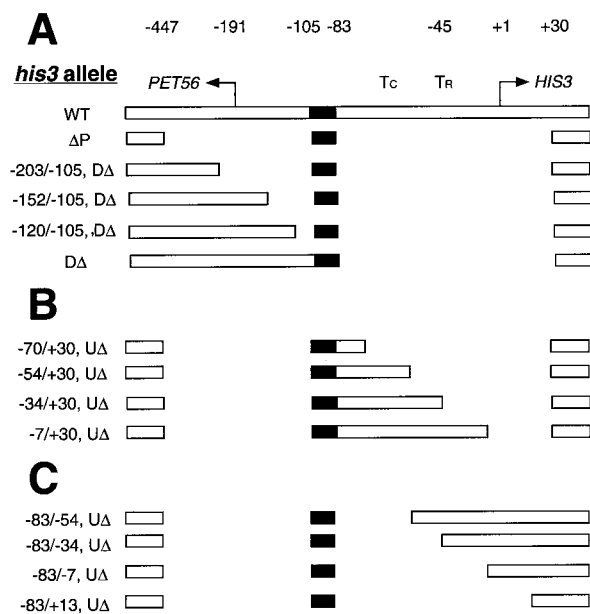 A
-447 -191 -105 -83 -45 +1 +30
his3 allele
PET56 TC TR HIS3
WT
ΔP
-203/-105, DΔ
-152/-105, DΔ
-120/-105, DΔ
DΔ
B
-70/+30, UΔ
-54/+30, UΔ
-34/+30, UΔ
-7/+30, UΔ
C
-83/-54, UΔ
-83/-34, UΔ
-83/-7, UΔ
-83/+13, UΔ